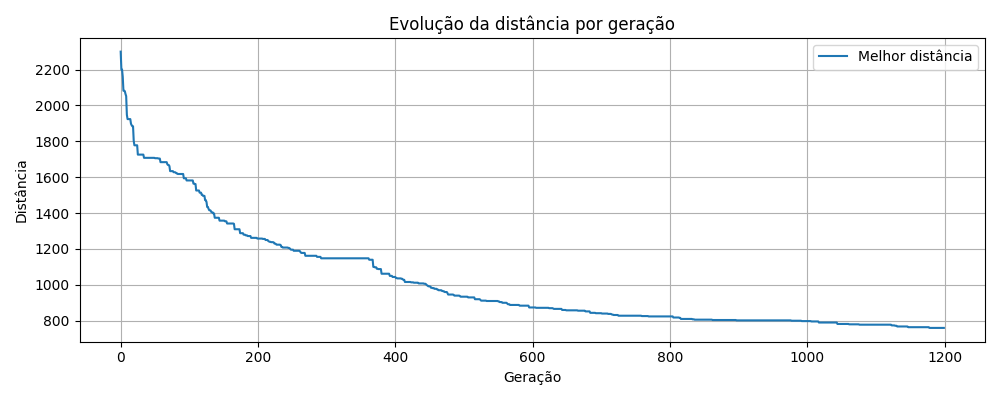 Evolução da distância por geração
Melhor distância
Distância
2200
2000
1800
1600
1400
1200
1000
800
0 200 400 600 800 1000 1200
Geração